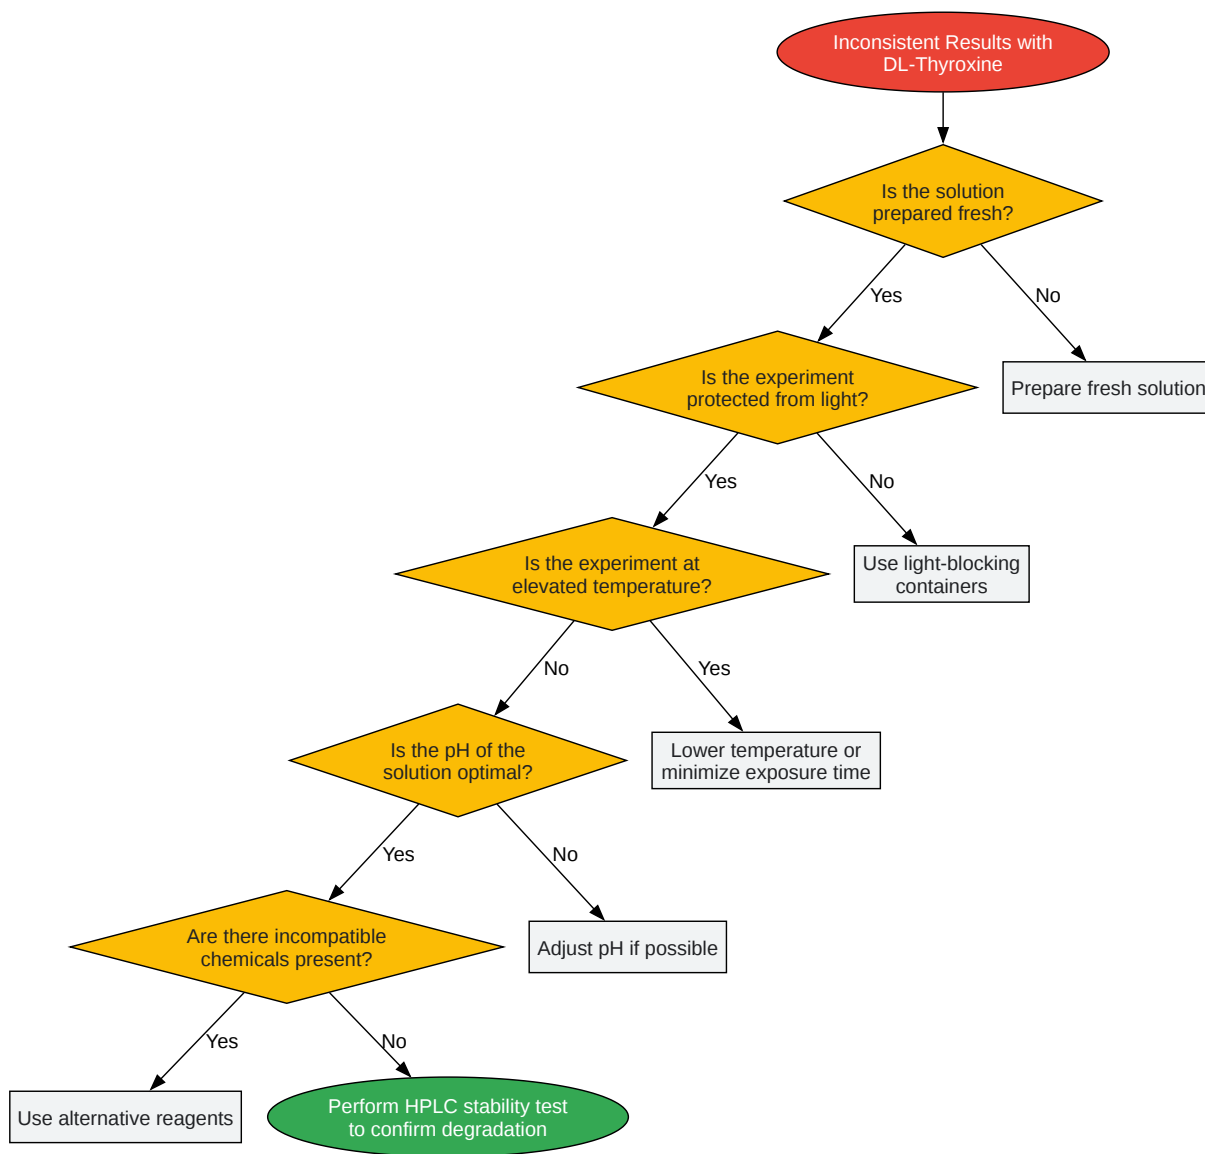 Inconsistent Results with
DL-Thyroxine
Is the solution
prepared fresh?
Yes
No
Is the experiment
protected from light?
Prepare fresh solution
Yes
No
Is the experiment at
elevated temperature?
Use light-blocking
containers
No
Yes
Is the pH of the
solution optimal?
Lower temperature or
minimize exposure time
Yes
No
Are there incompatible
chemicals present?
Adjust pH if possible
Yes
No
Use alternative reagents
Perform HPLC stability test
to confirm degradation